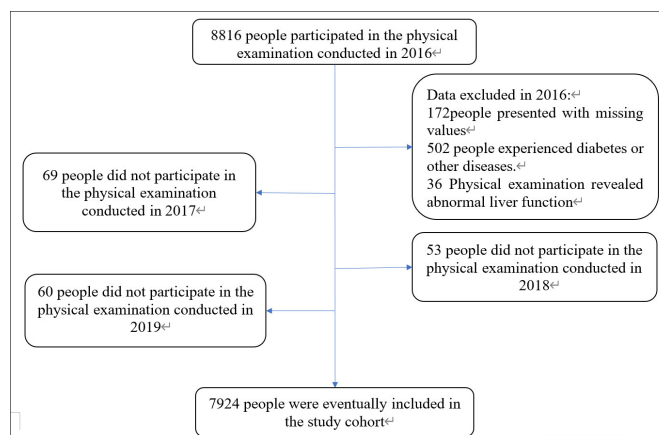 8816 people participated in the physical
examination conducted in 2016↵
Data excluded in 2016:↵
172people presented with missing
values↵
502 people experienced diabetes or
other diseases.↵
36 Physical examination revealed
abnormal liver function↵
69 people did not participate in
the physical examination
conducted in 2017↵
53 people did not participate in the
physical examination conducted in
2018↵
60 people did not participate in the
physical examination conducted in
2019↵
7924 people were eventually included in
the study cohort↵